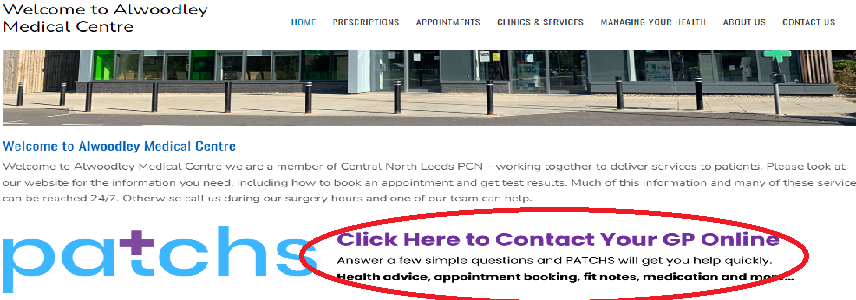 Welcome to Alwoodley
Medical Centre
HOME PRESCRIPTIONS APPOINTMENTS CLINICS & SERVICES MANAGING YOUR HEALTH ABOUT US CONTACT US
Welcome to Alwoodley Medical Centre
Welcome to Alwoodley Medical Centre we are a member of Central North Leeds PCN – working together to deliver services to patients. Please look at
our website for the information you need, including how to book an appointment and get test results. Much of this information and many of these service
can be reached 24/7. Otherwise call us during our surgery hours and one of our team can help.
patchs
Click Here to Contact Your GP Online
Answer a few simple questions and PATCHS will get you help quickly.
Health advice, appointment booking, fit notes, medication and more...